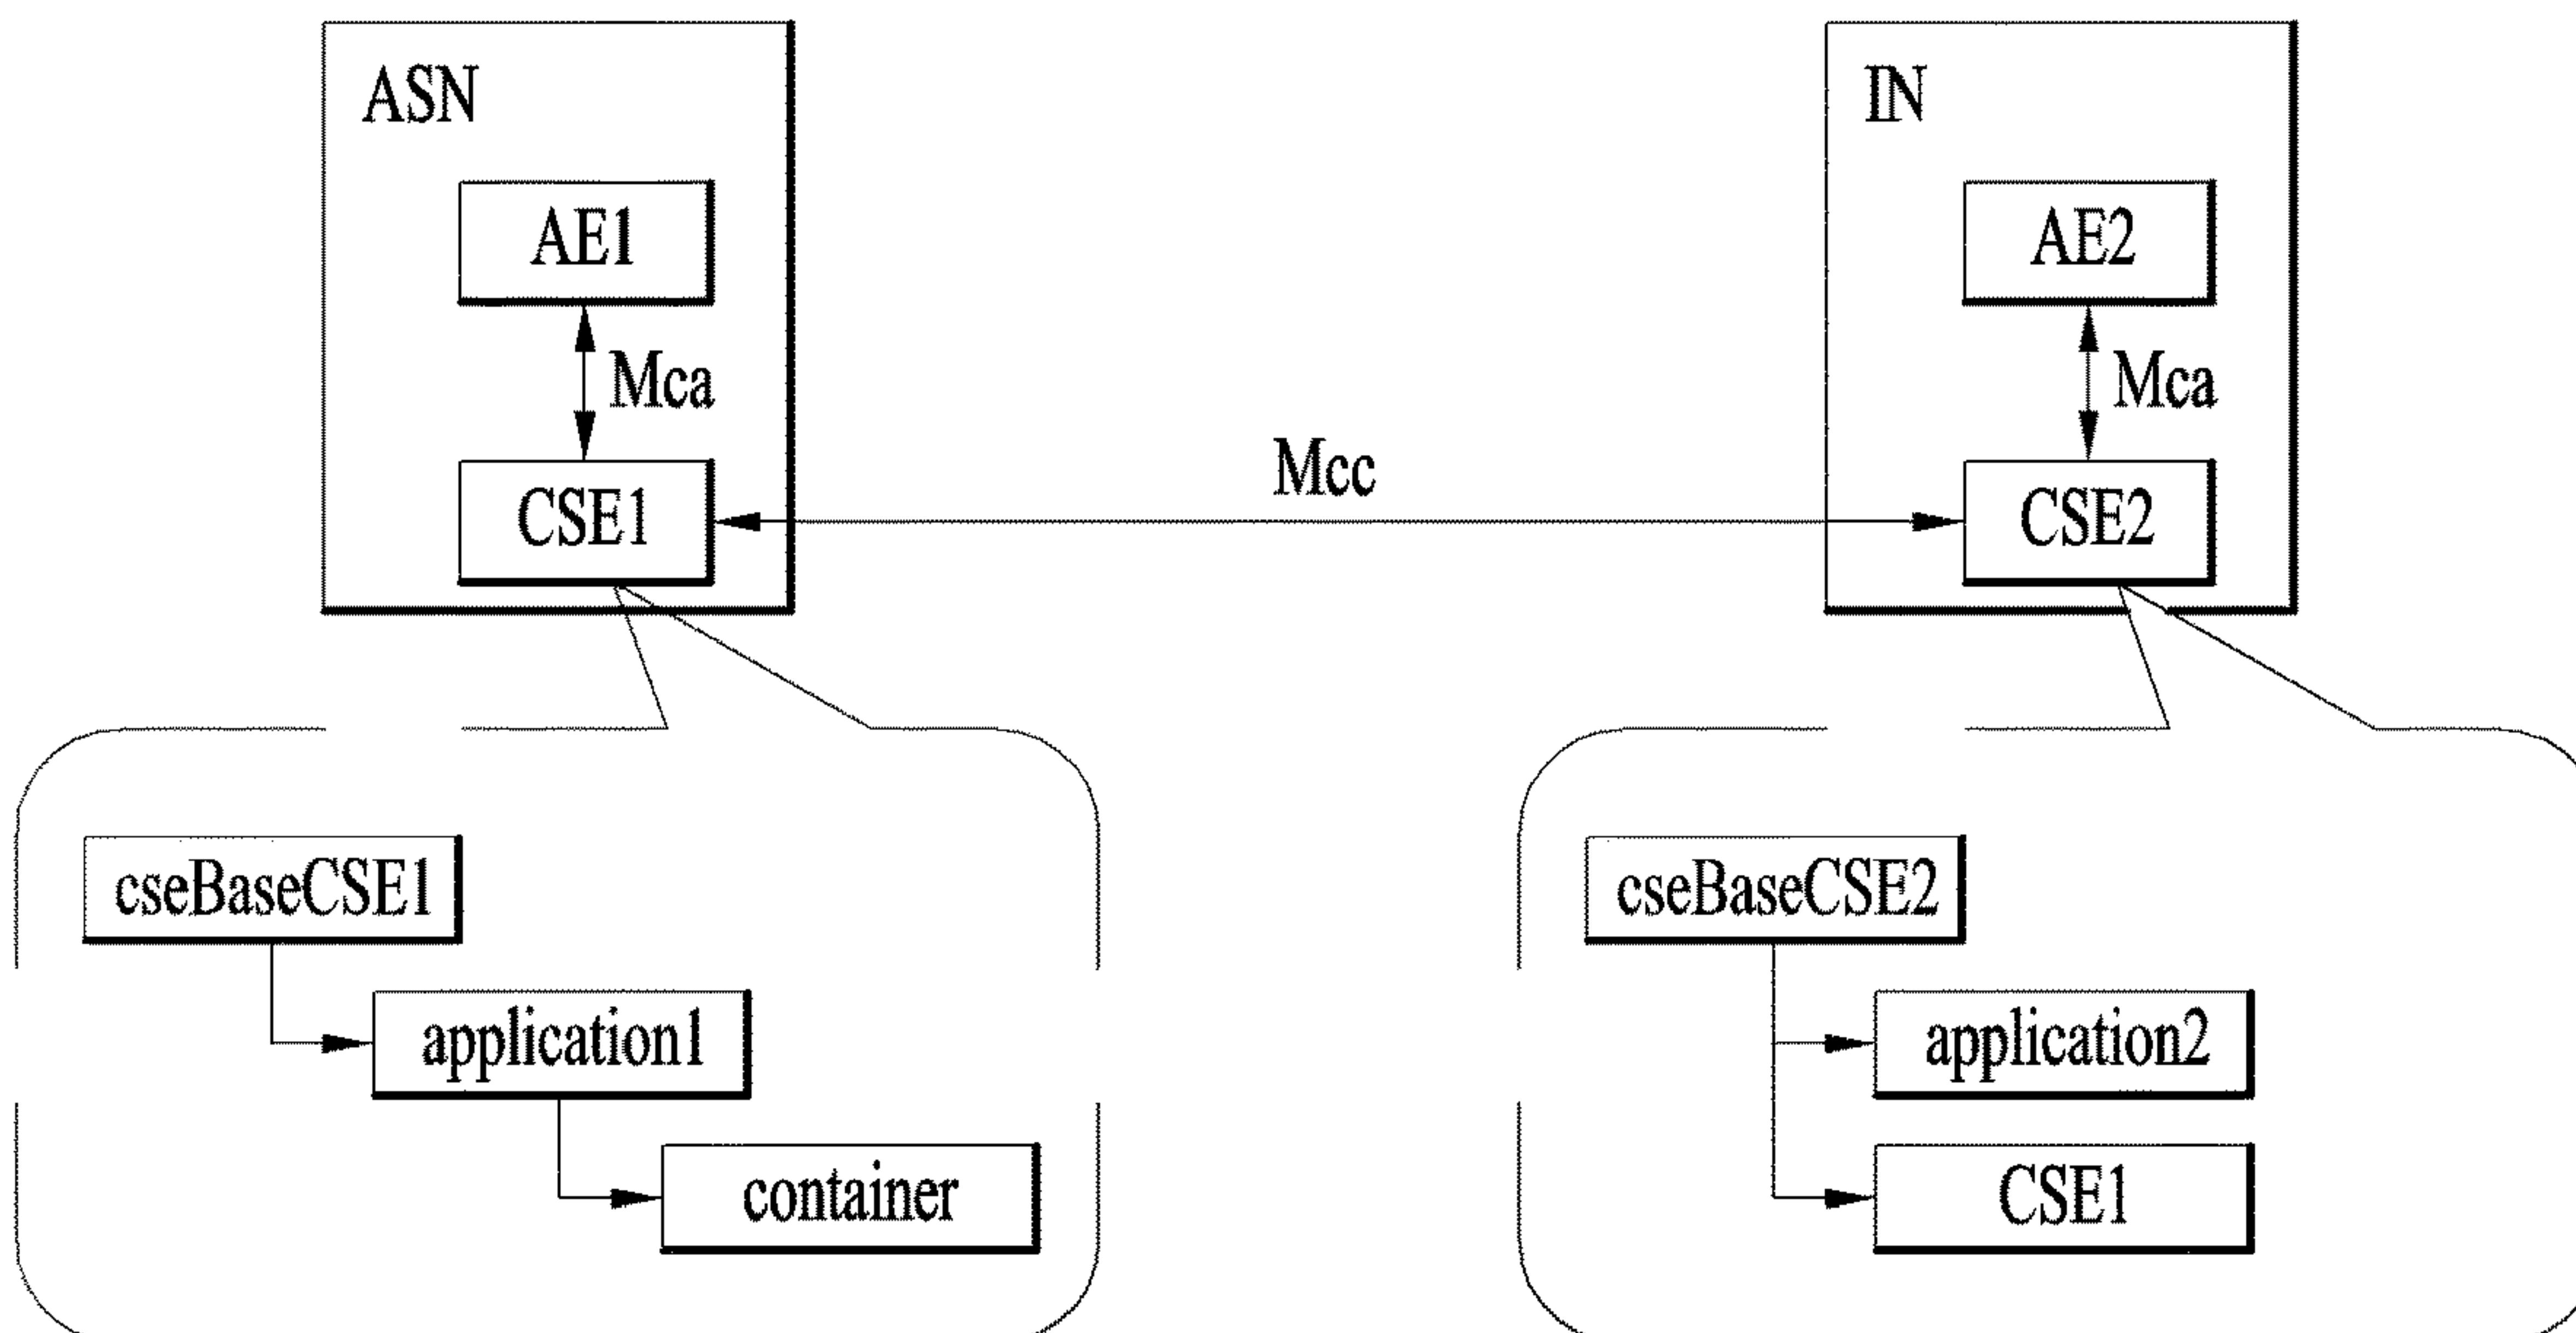 ASN
AE1
Mca
CSE1
Mcc
IN
AE2
Mca
CSE2
cseBaseCSE1
application1
container
cseBaseCSE2
application2
CSE1